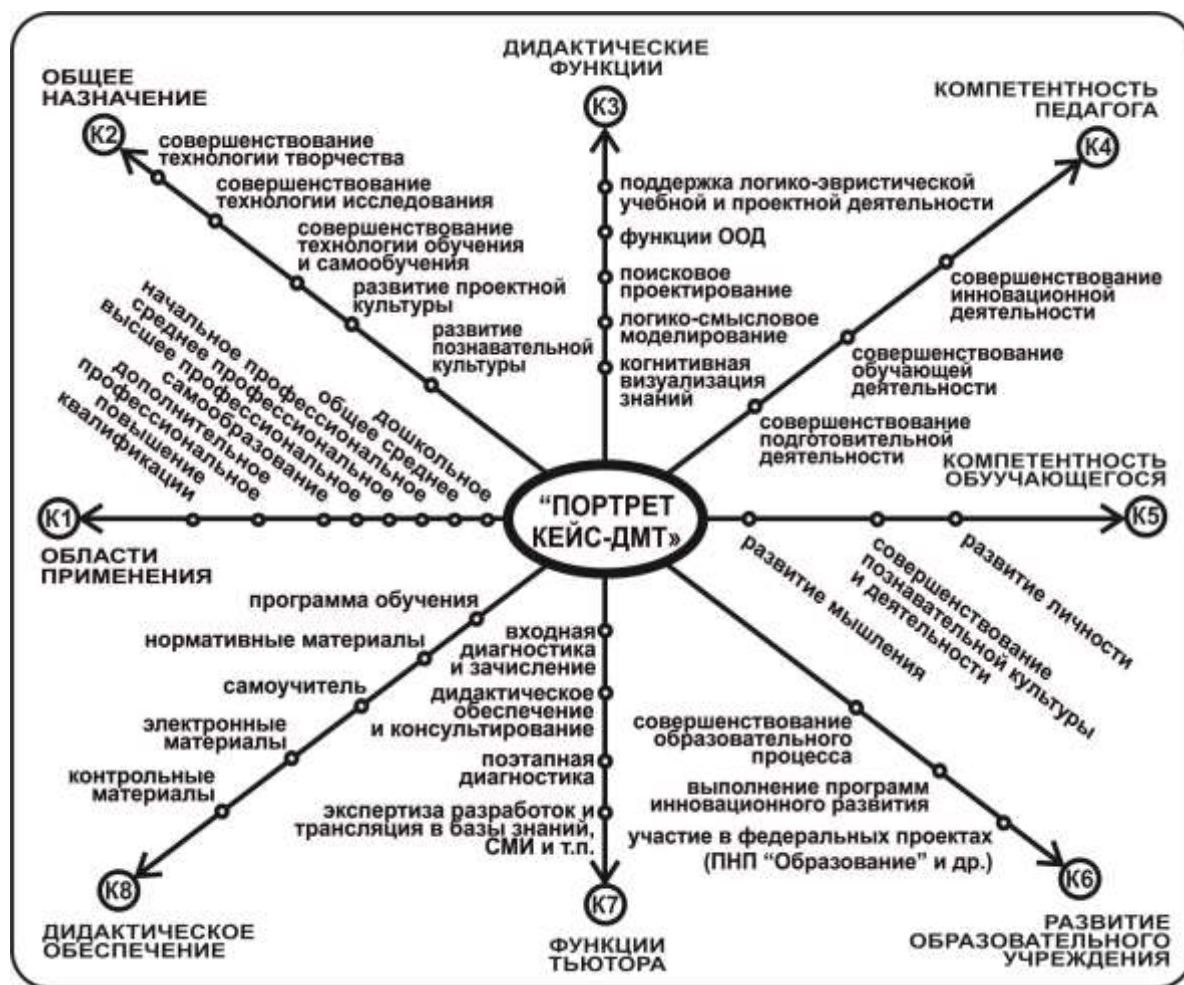 ОБЩЕЕ
НАЗНАЧЕНИЕ
К2
совершенствование
технологии творчества
совершенствование
технологии исследования
совершенствование
технологии обучения
и самообучения
развитие проектной
культуры
развитие
познавательной
культуры
ДИДАКТИЧЕСКИЕ
ФУНКЦИИ
К3
поддержка логико-эвристической
учебной и проектной деятельности
функции ООД
поисковое
проектирование
логико-смысловое
моделирование
когнитивная
визуализация
знаний
КОМПЕТЕНТНОСТЬ
ПЕДАГОГА
К4
совершенствование
инновационной
деятельности
совершенствование
обучающей
деятельности
совершенствование
подготовительной
деятельности
дошкольное
общее среднее
начальное профессиональное
среднее профессиональное
высшее профессиональное
самообразование
дополнительное
профессиональное
повышение
квалификации
К1
ОБЛАСТИ
ПРИМЕНЕНИЯ
“ПОРТРЕТ
КЕЙС-ДМТ»
КОМПЕТЕНТНОСТЬ
ОБУУЧАЮЩЕГОСЯ
К5
развитие мышления
совершенствование
познавательной культуры
и деятельности
развитие личности
программа обучения
нормативные материалы
самоучитель
электронные
материалы
контрольные
материалы
К8
ДИДАКТИЧЕСКОЕ
ОБЕСПЕЧЕНИЕ
входная
диагностика
и зачисление
дидактическое
обеспечение
и консультирование
поэтапная
диагностика
экспертиза разработок и
трансляция в базы знаний,
СМИ и т.п.
К7
ФУНКЦИИ
ТЬЮТОРА
совершенствование
образовательного
процесса
выполнение программ
инновационного развития
участие в федеральных проектах
(ПНП “Образование” и др.)
К6
РАЗВИТИЕ
ОБРАЗОВАТЕЛЬНОГО
УЧРЕЖДЕНИЯ